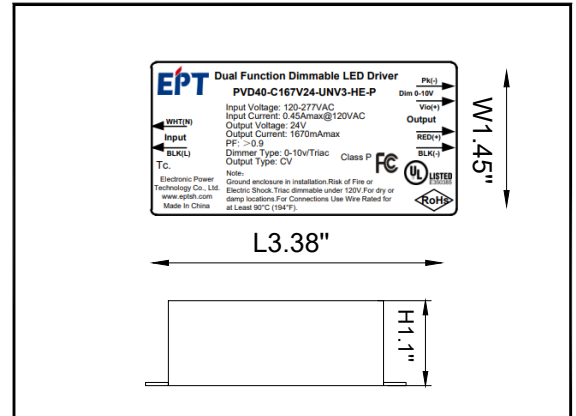 EPT
Dual Function Dimmable LED Driver
PVD40-C167V24-UNV3-HE-P
Input Voltage: 120-277VAC
Input Current: 0.45Amax@120VAC
Output Voltage: 24V
Output Current: 1670mAmax
PF: >0.9
Dimmer Type: 0-10v/Triac
Output Type: CV
Class P
FC
Note:
Ground enclosure in installation.Risk of Fire or
Electric Shock.Triac dimmable under 120V.For dry or
damp locations.For Connections Use Wire Rated for
at Least 90°C (194°F).
WHT(N)
Input
BLK(L)
Tc.
Electronic Power
Technology Co., Ltd.
www.eptsh.com
Made In China
Pk(-)
Dim 0-10V
Vio(+)
Output
RED(+)
BLK(-)
UL
LISTED
RoHs
W1.45"
L3.38"
H1.1"